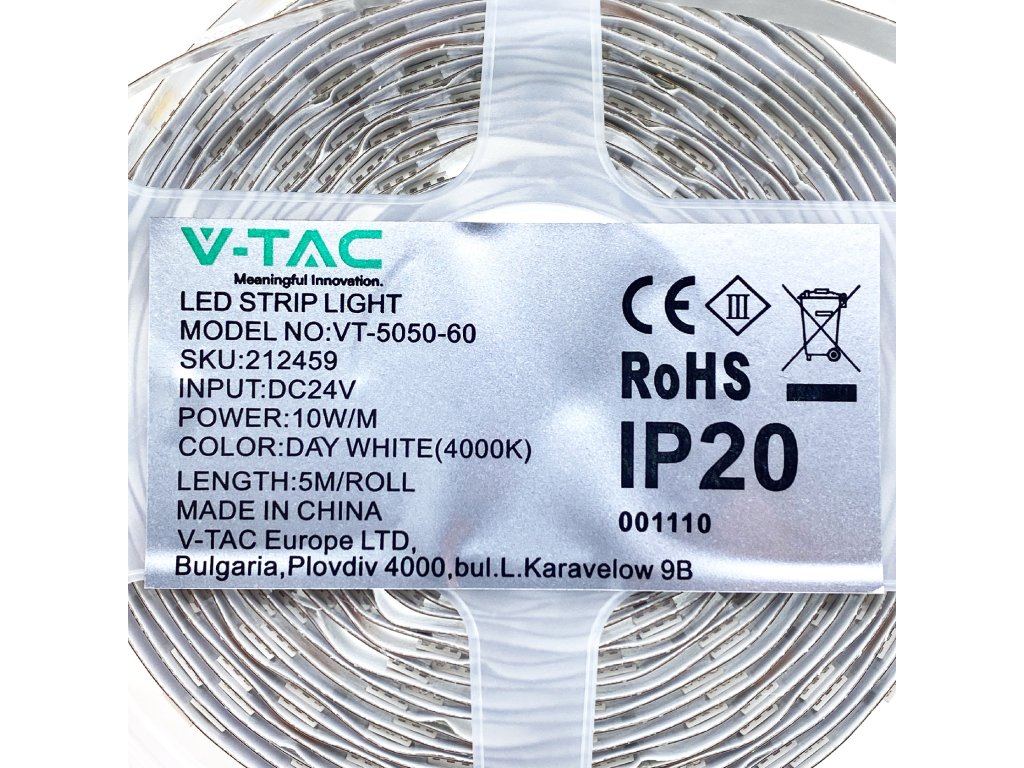 V-TAC
Meaningful Innovation.
LED STRIP LIGHT
MODEL NO:VT-5050-60
SKU:212459
INPUT:DC24V
POWER:10W/M
COLOR:DAY WHITE(4000K)
LENGTH:5M/ROLL
MADE IN CHINA
V-TAC Europe LTD,
Bulgaria,Plovdiv 4000,bul.L.Karavelow 9B
CE III
RoHS
IP20
001110